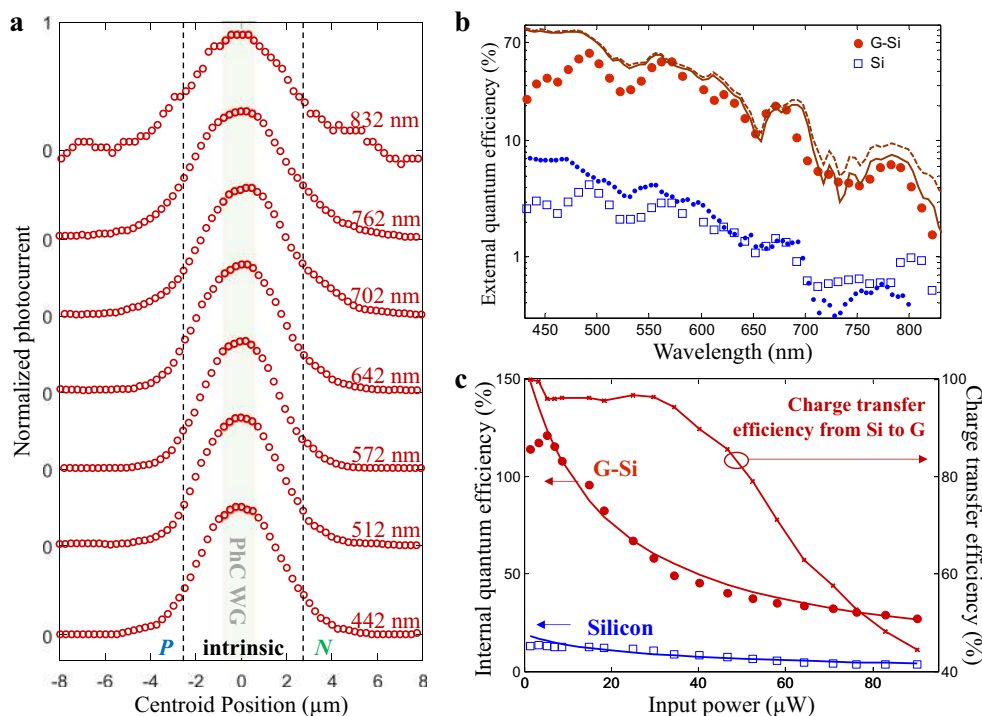 a
1
0
0
0
0
0
0
0
832 nm
762 nm
702 nm
642 nm
572 nm
512 nm
442 nm
PhC WG
P intrinsic N
-8 -6 -4 -2 0 2 4 6 8
Centroid Position (µm)
Normalized photocurrent
b
70
10
1
External quantum efficiency (%)
G-Si
Si
450 500 550 600 650 700 750 800
Wavelength (nm)
c
150
100
50
0
Internal quantum efficiency (%)
100
80
60
40
Charge transfer efficiency (%)
Charge transfer
efficiency from Si to G
G-Si
Silicon
0 20 40 60 80
Input power (µW)